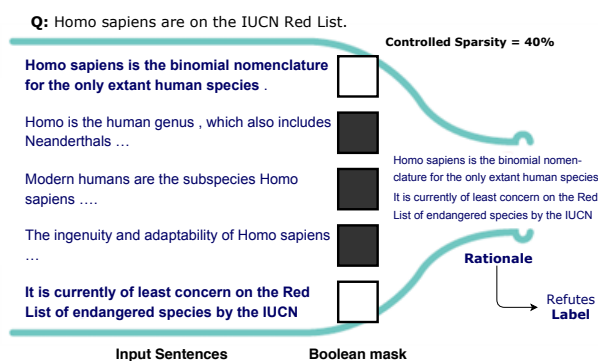 Q: Homo sapiens are on the IUCN Red List.
Controlled Sparsity = 40%
Homo sapiens is the binomial nomenclature
for the only extant human species .
Homo is the human genus , which also includes
Neanderthals …
Modern humans are the subspecies Homo
sapiens ….
The ingenuity and adaptability of Homo sapiens
…
It is currently of least concern on the Red
List of endangered species by the IUCN
Homo sapiens is the binomial nomen-
clature for the only extant human species
It is currently of least concern on the Red
List of endangered species by the IUCN
Rationale
Refutes
Label
Input Sentences
Boolean mask